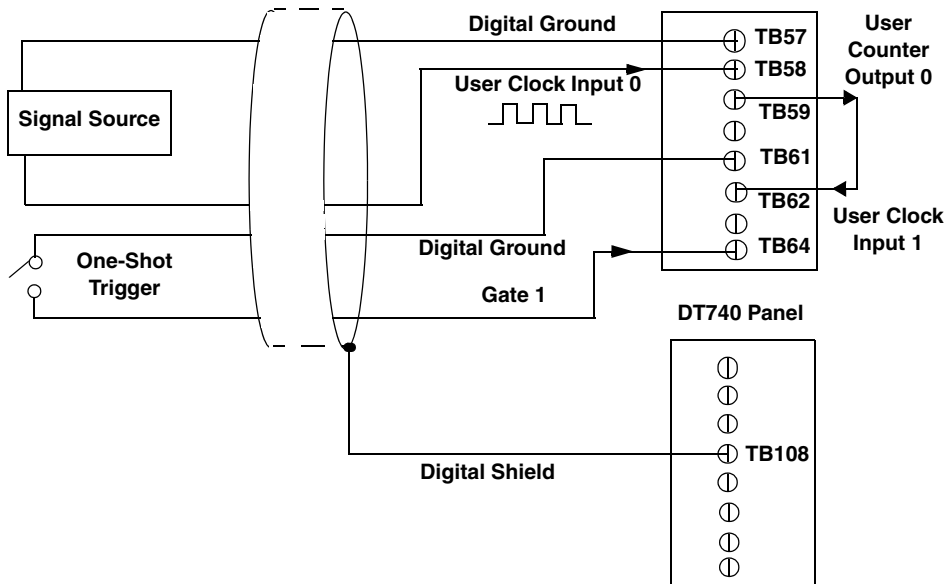 Digital Ground
TB57
User
Counter
Output 0
TB58
User Clock Input 0
TB59
Signal Source
TB61
TB62
User Clock
Input 1
Digital Ground
TB64
One-Shot
Trigger
Gate 1
DT740 Panel
TB108
Digital Shield